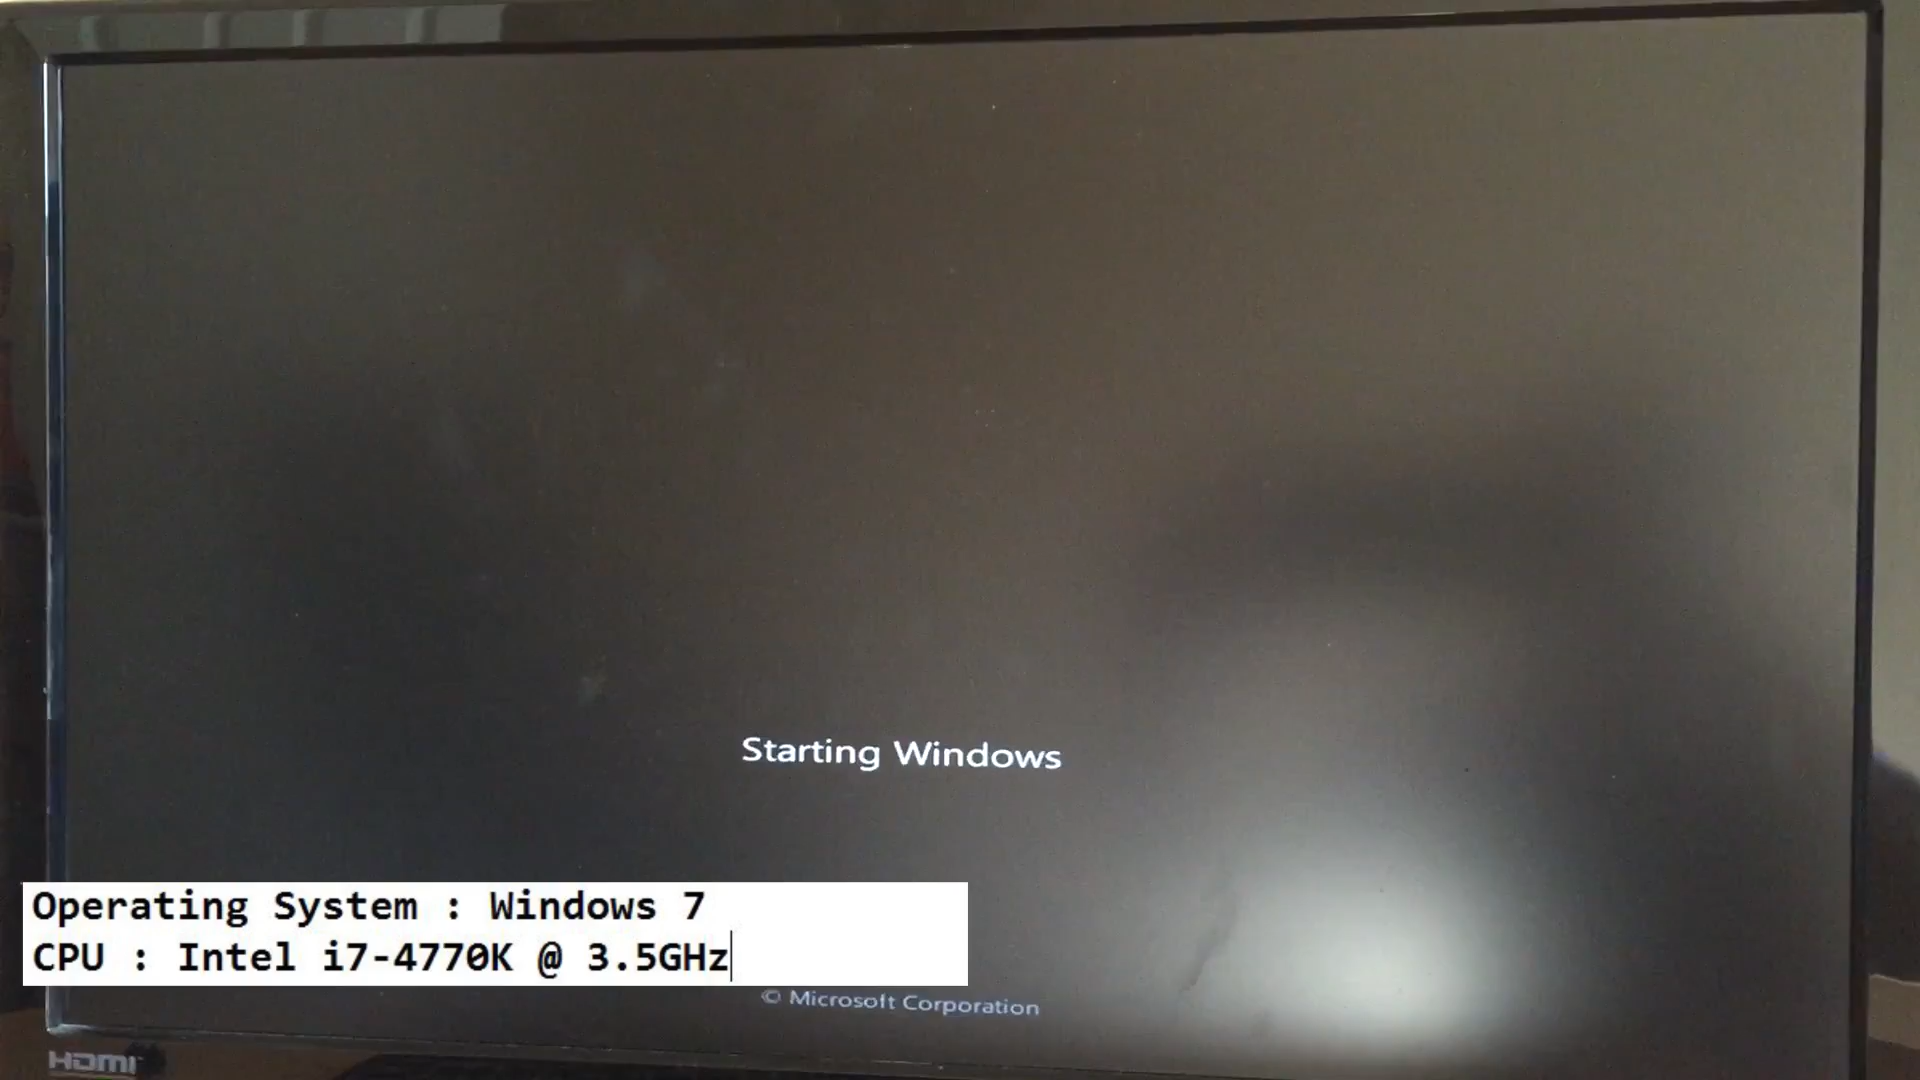 Starting Windows
Operating System : Windows 7
CPU : Intel i7-4770K @ 3.5GHz
© Microsoft Corporation
HDMI